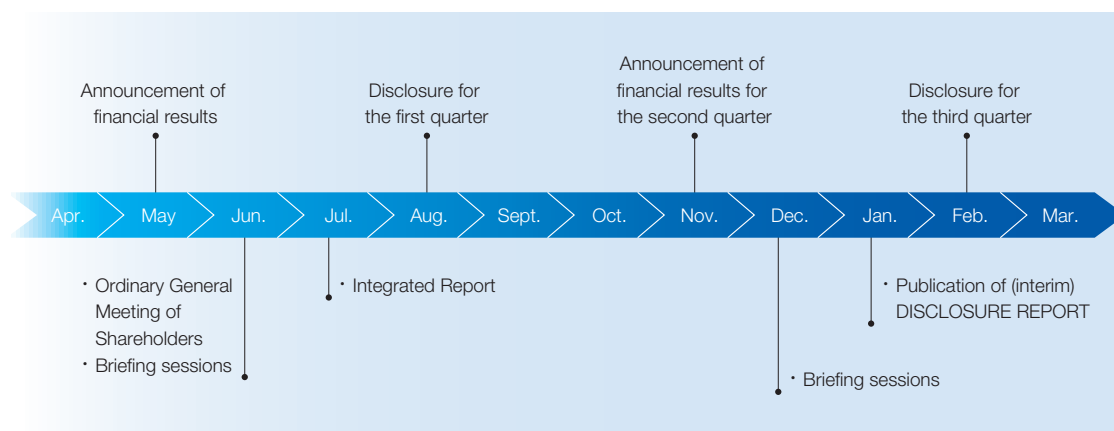 Announcement of
financial results
Disclosure for
the first quarter
Announcement of
financial results for
the second quarter
Disclosure for
the third quarter
Apr.
May
Jun.
Jul.
Aug.
Sept.
Oct.
Nov.
Dec.
Jan.
Feb.
Mar.
・Ordinary General
Meeting of
Shareholders
・Briefing sessions
・Integrated Report
・Briefing sessions
・Publication of (interim)
DISCLOSURE REPORT